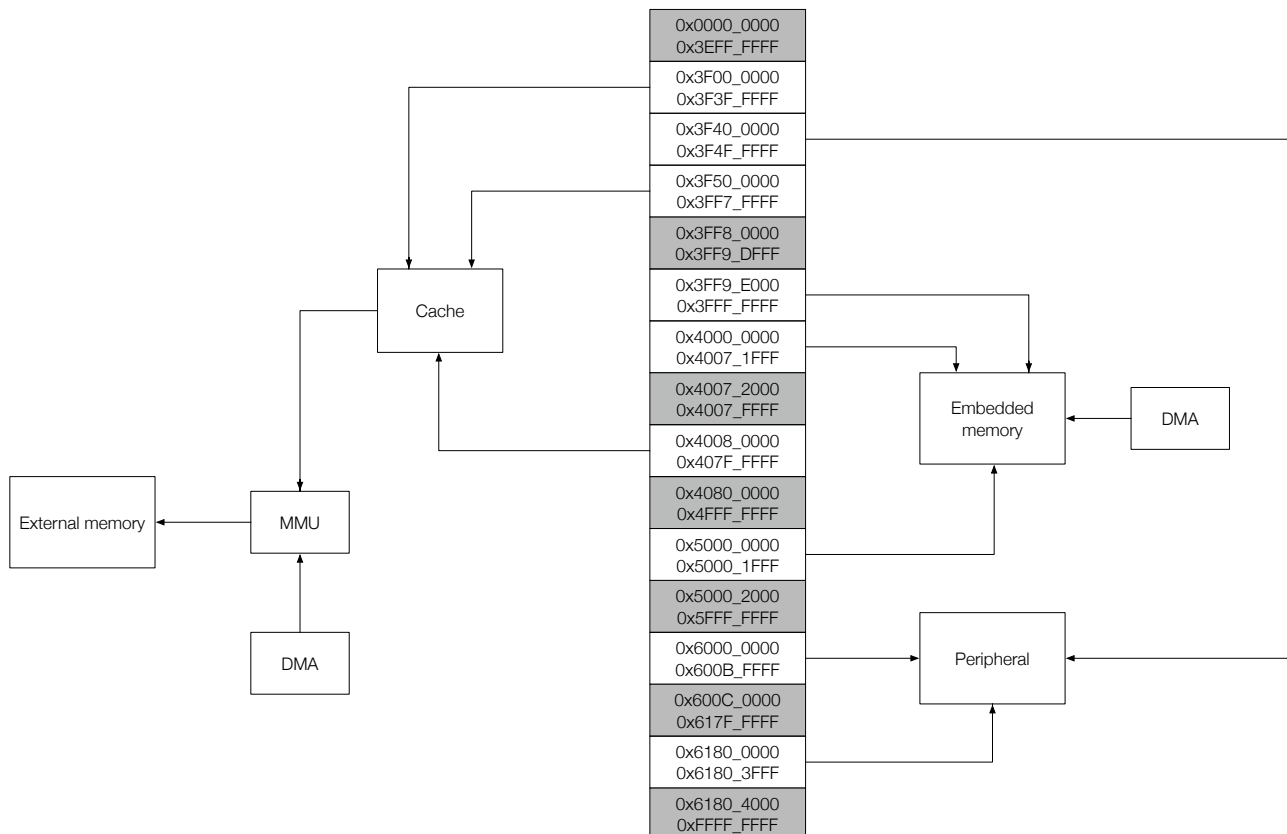 0x0000_0000
0x3EFF_FFFF
0x3F00_0000
0x3F3F_FFFF
0x3F40_0000
0x3F4F_FFFF
0x3F50_0000
0x3FF7_FFFF
0x3FF8_0000
0x3FF9_DFFF
0x3FF9_E000
0x3FFF_FFFF
0x4000_0000
0x4007_1FFF
0x4007_2000
0x4007_FFFF
0x4008_0000
0x407F_FFFF
0x4080_0000
0x4FFF_FFFF
0x5000_0000
0x5000_1FFF
0x5000_2000
0x5FFF_FFFF
0x6000_0000
0x600B_FFFF
0x600C_0000
0x617F_FFFF
0x6180_0000
0x6180_3FFF
0x6180_4000
0xFFFF_FFFF
Cache
External memory
MMU
DMA
Embedded
memory
DMA
Peripheral